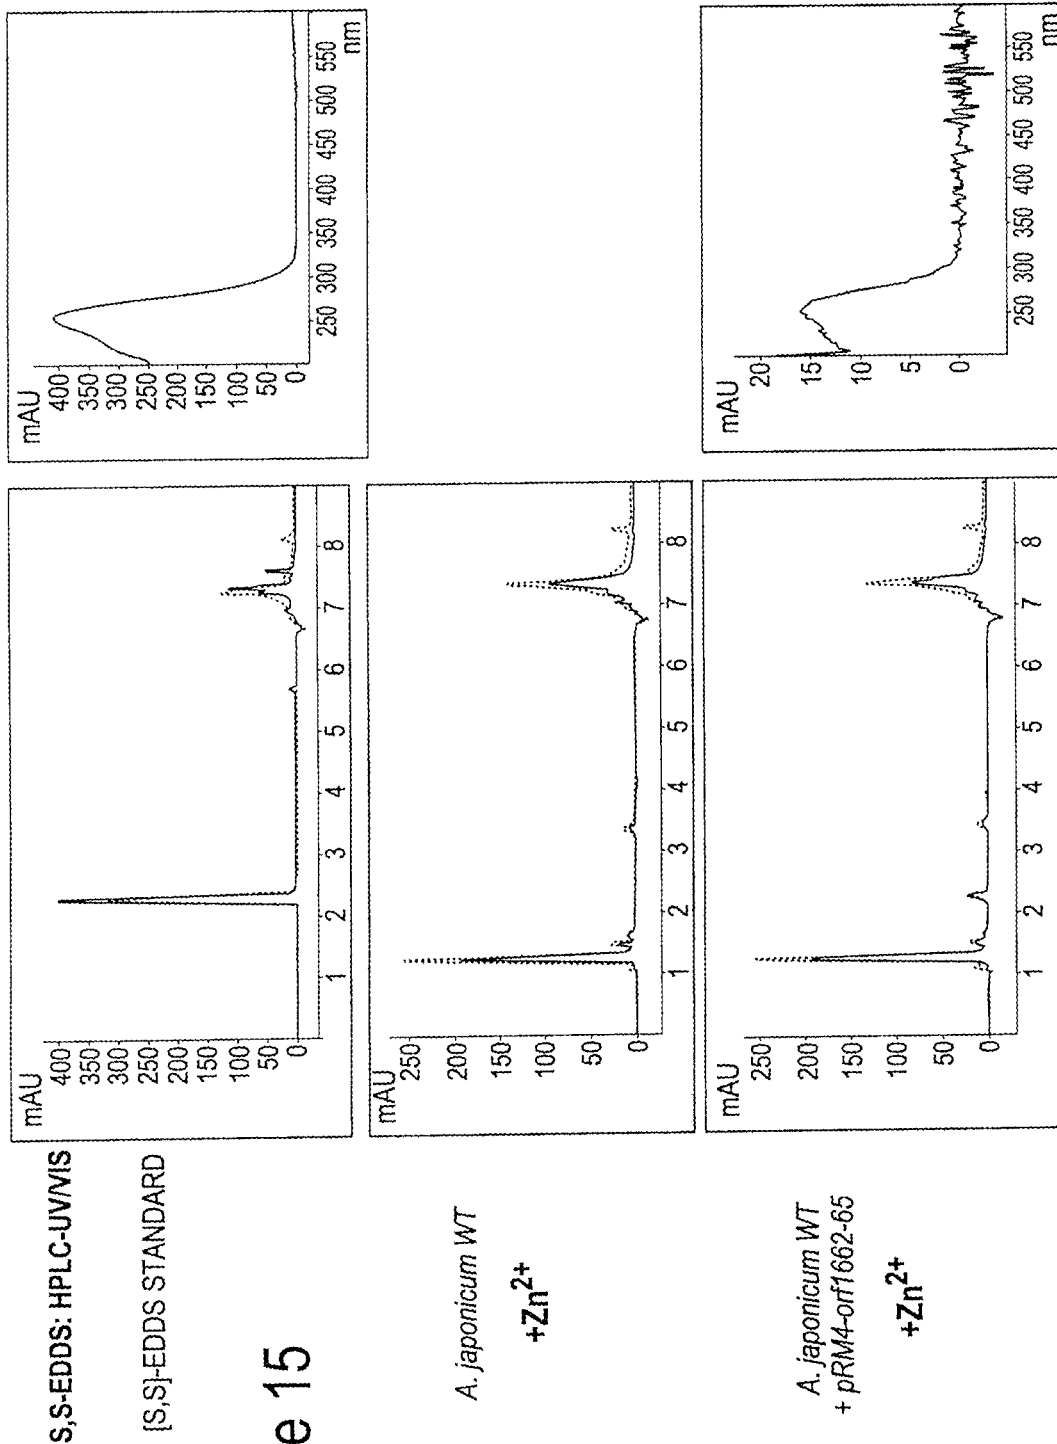 S,S-EDDS: HPLC-UV/VIS
[S,S]-EDDS STANDARD
e 15
mAU
400
350
300
250
200
150
100
50
0
1 2 3 4 5 6 7 8
mAU
400
350
300
250
200
150
100
50
0
250 300 350 400 450 500 550
nm
A. japonicum WT
+Zn²⁺
mAU
250
200
150
100
50
0
1 2 3 4 5 6 7 8
A. japonicum WT
+ pRM4-orf1662-65
+Zn²⁺
mAU
250
200
150
100
50
0
1 2 3 4 5 6 7 8
mAU
20
15
10
5
0
250 300 350 400 450 500 550
nm